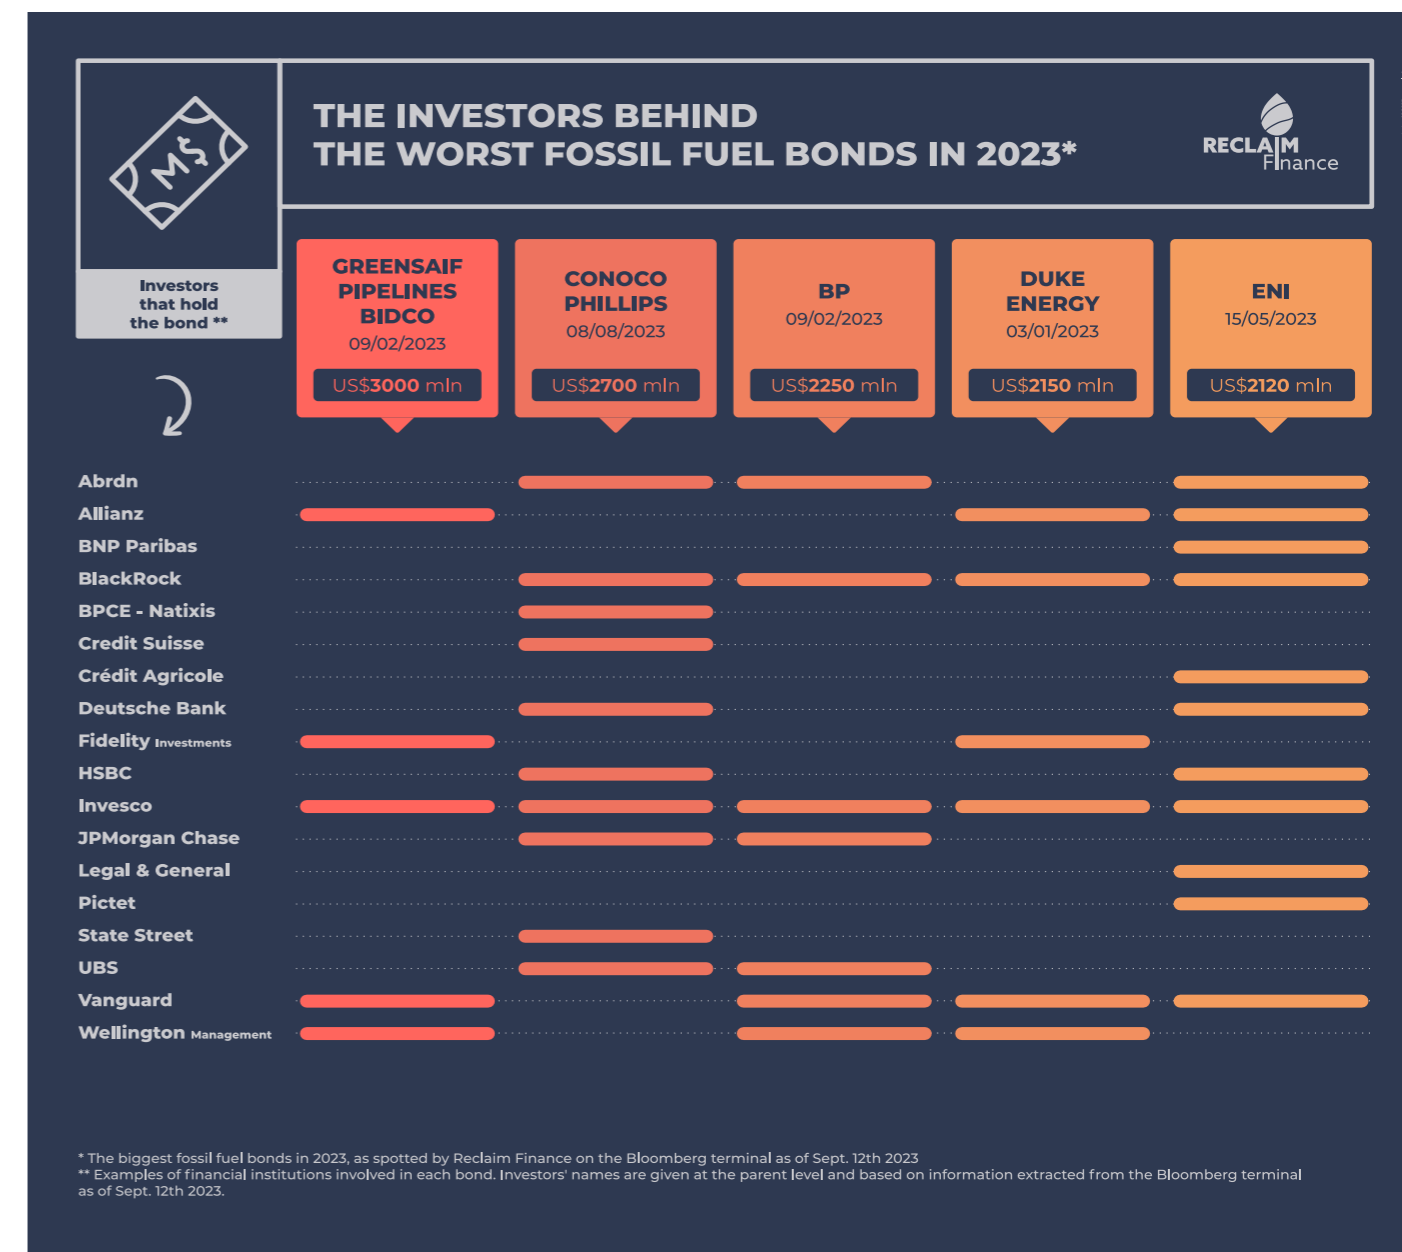 M$
THE INVESTORS BEHIND
THE WORST FOSSIL FUEL BONDS IN 2023*
RECLAIM
Finance
Investors
that hold
the bond **
GREENSAIF
PIPELINES
BIDCO
09/02/2023
US$3000 mln
CONOCO
PHILLIPS
08/08/2023
US$2700 mln
BP
09/02/2023
US$2250 mln
DUKE
ENERGY
03/01/2023
US$2150 mln
ENI
15/05/2023
US$2120 mln
Abrdn
Allianz
BNP Paribas
BlackRock
BPCE - Natixis
Credit Suisse
Crédit Agricole
Deutsche Bank
Fidelity Investments
HSBC
Invesco
JPMorgan Chase
Legal & General
Pictet
State Street
UBS
Vanguard
Wellington Management
* The biggest fossil fuel bonds in 2023, as spotted by Reclaim Finance on the Bloomberg terminal as of Sept. 12th 2023
** Examples of financial institutions involved in each bond. Investors' names are given at the parent level and based on information extracted from the Bloomberg terminal
as of Sept. 12th 2023.